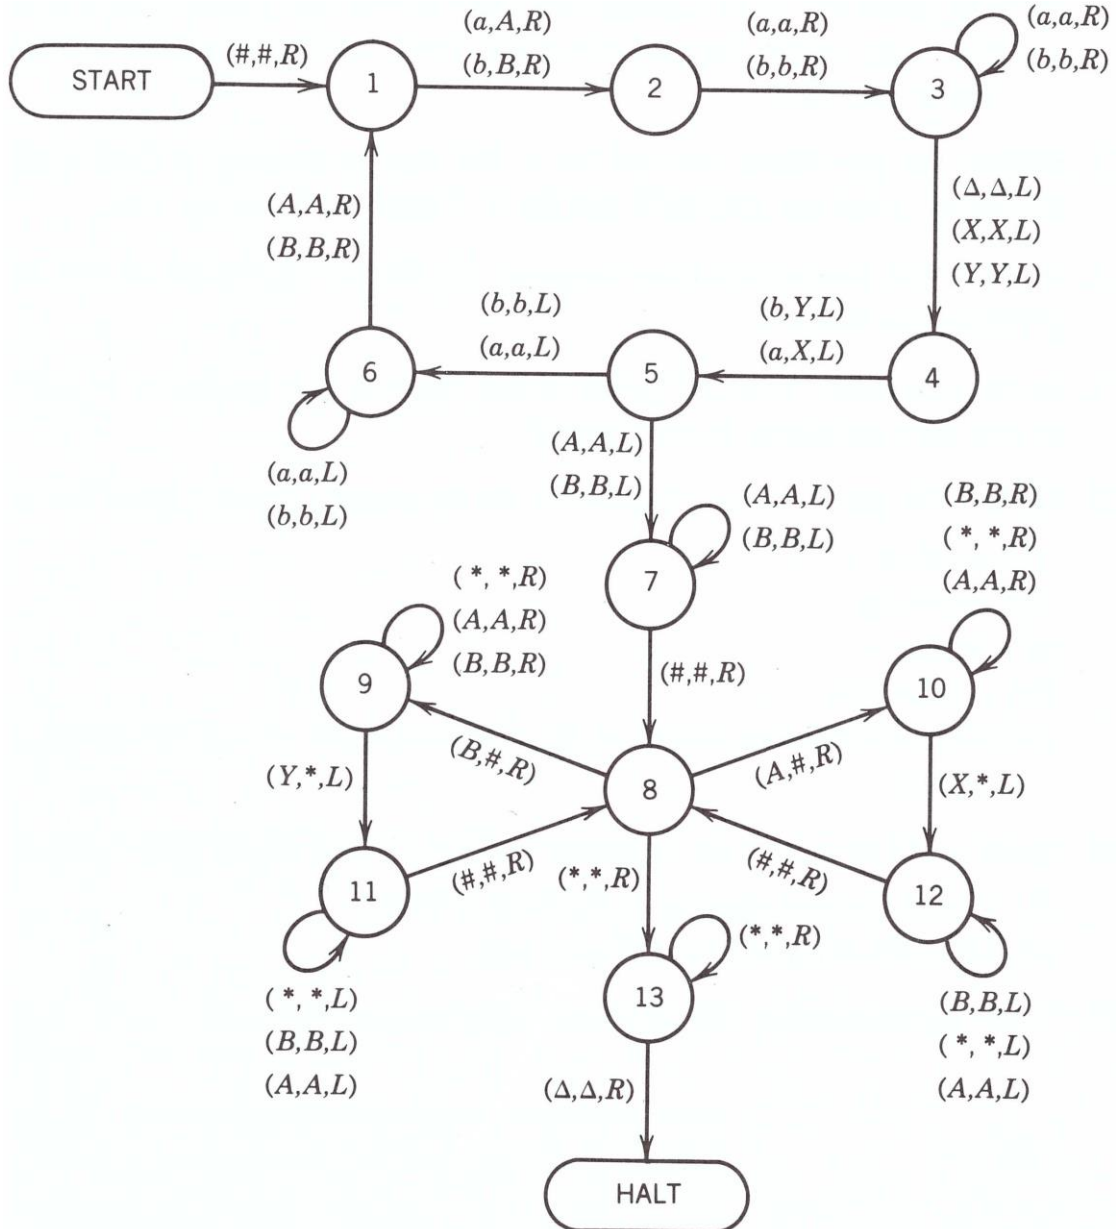 START
(#,#,R)
1
(a,A,R)
(b,B,R)
2
(a,a,R)
(b,b,R)
3
(a,a,R)
(b,b,R)
(Δ,Δ,L)
(X,X,L)
(Y,Y,L)
4
(b,Y,L)
(a,X,L)
5
(b,b,L)
(a,a,L)
6
(a,a,L)
(b,b,L)
(A,A,R)
(B,B,R)
(A,A,L)
(B,B,L)
7
(A,A,L)
(B,B,L)
(#,#,R)
8
(B,#,R)
9
(*,*,R)
(A,A,R)
(B,B,R)
(Y,*,L)
11
(*,*,L)
(B,B,L)
(A,A,L)
(#,#,R)
(A,#,R)
10
(B,B,R)
(*,*,R)
(A,A,R)
(X,*,L)
12
(B,B,L)
(*,*,L)
(A,A,L)
(#,#,R)
(*,*,R)
13
(*,*,R)
(Δ,Δ,R)
HALT